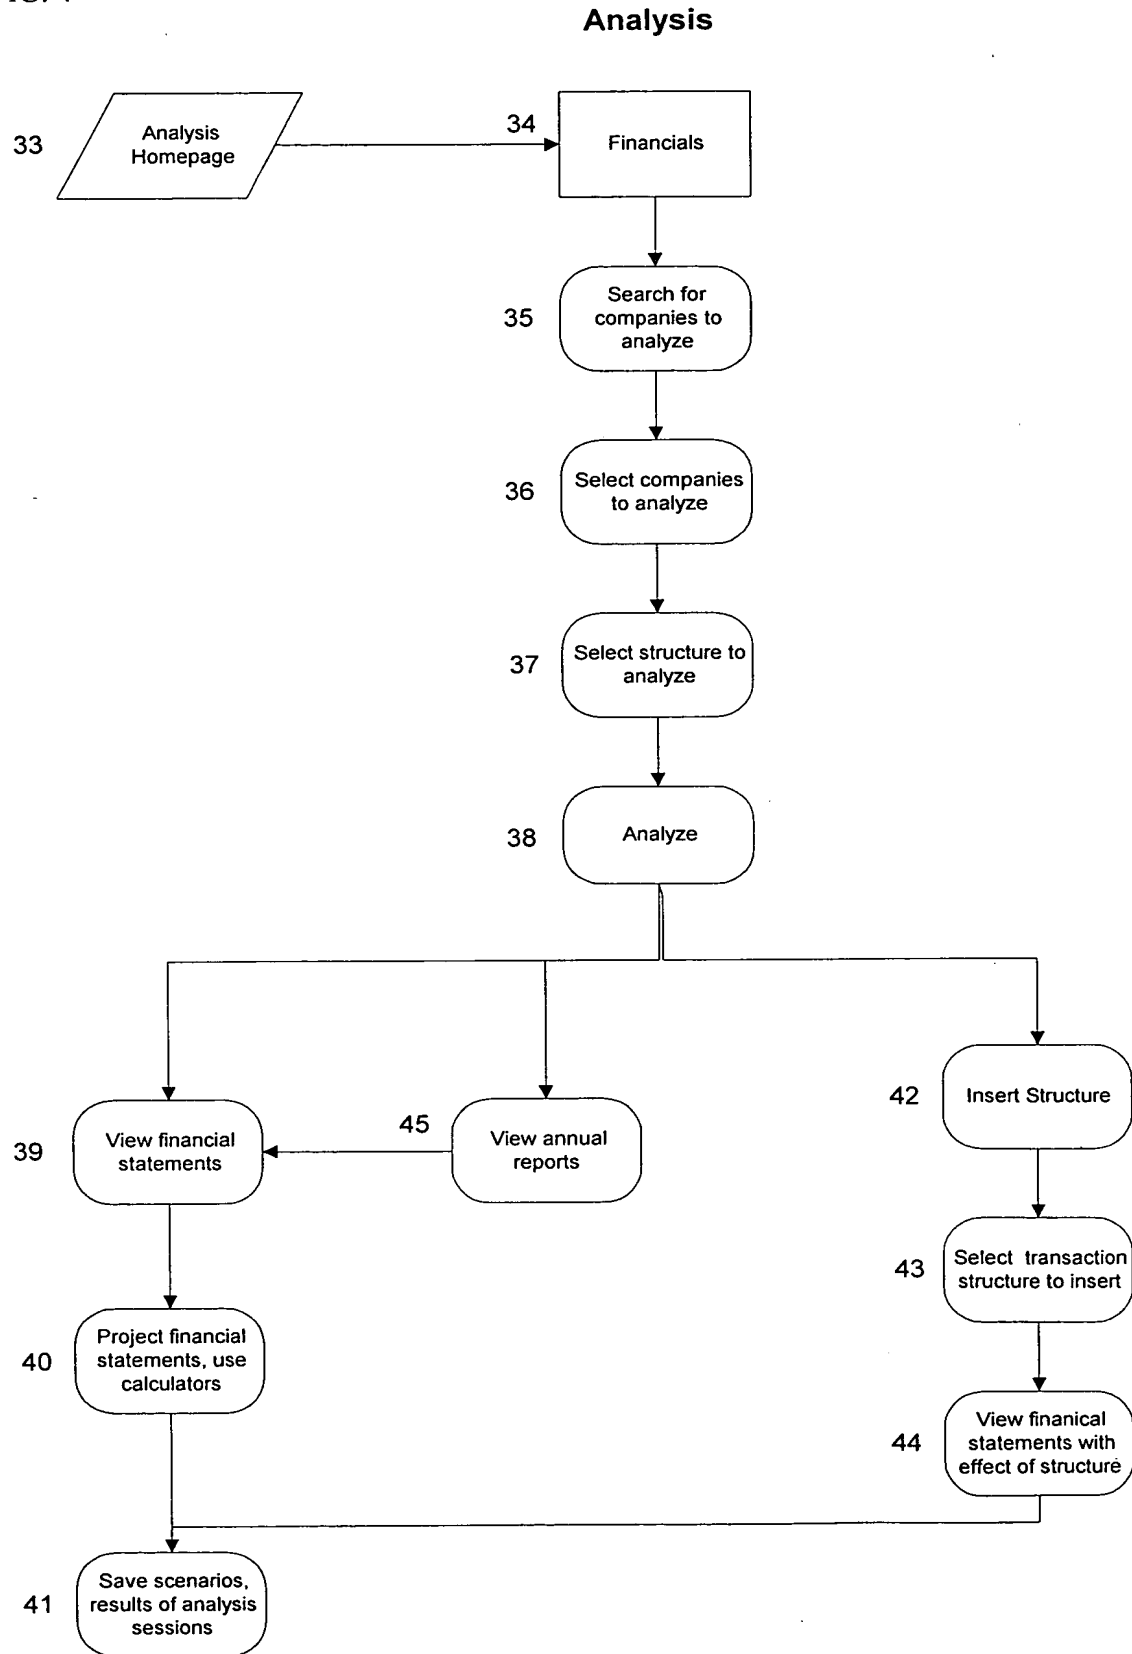 Analysis
33
Analysis
Homepage
34
Financials
35
Search for
companies to
analyze
36
Select companies
to analyze
37
Select structure to
analyze
38
Analyze
42
Insert Structure
39
View financial
statements
45
View annual
reports
43
Select transaction
structure to insert
40
Project financial
statements, use
calculators
44
View finanical
statements with
effect of structure
41
Save scenarios,
results of analysis
sessions